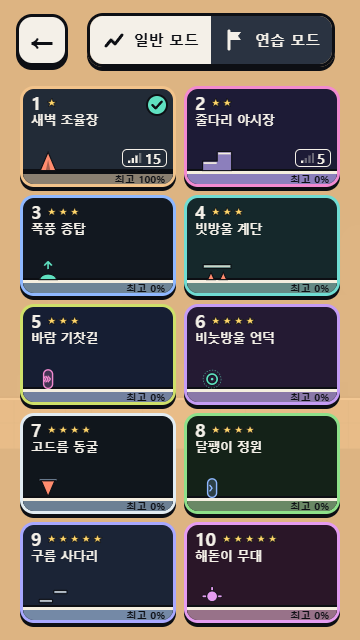 ← 일반 모드 연습 모드
1
새벽 조율장
15
최고 100%
2
줄다리 야시장
5
최고 0%
3
폭풍 종탑
최고 0%
4
빗방울 계단
최고 0%
5
바람 기찻길
최고 0%
6
비눗방울 언덕
최고 0%
7
고드름 동굴
최고 0%
8
달팽이 정원
최고 0%
9
구름 사다리
최고 0%
10
해돋이 무대
최고 0%